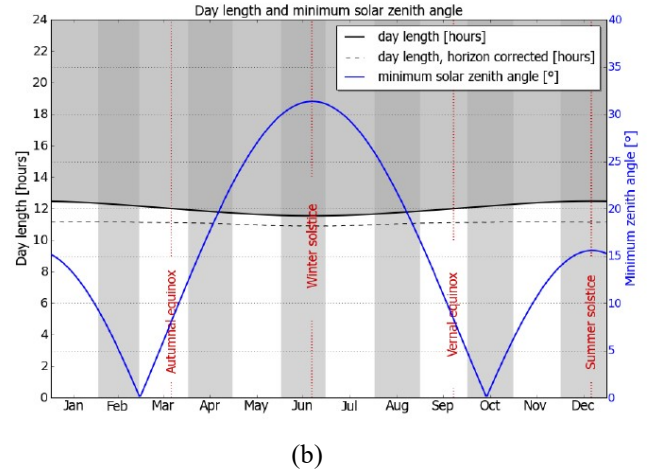 Day length and minimum solar zenith angle
day length [hours]
day length, horizon corrected [hours]
minimum solar zenith angle [°]
Day length [hours]
24
22
20
18
16
14
12
10
8
6
4
2
0
Autumnal equinox
Winter solstice
Vernal equinox
Summer solstice
40
35
30
25
20
15
10
5
0
Minimum zenith angle [°]
Jan Feb Mar Apr May Jun Jul Aug Sep Oct Nov Dec
(b)